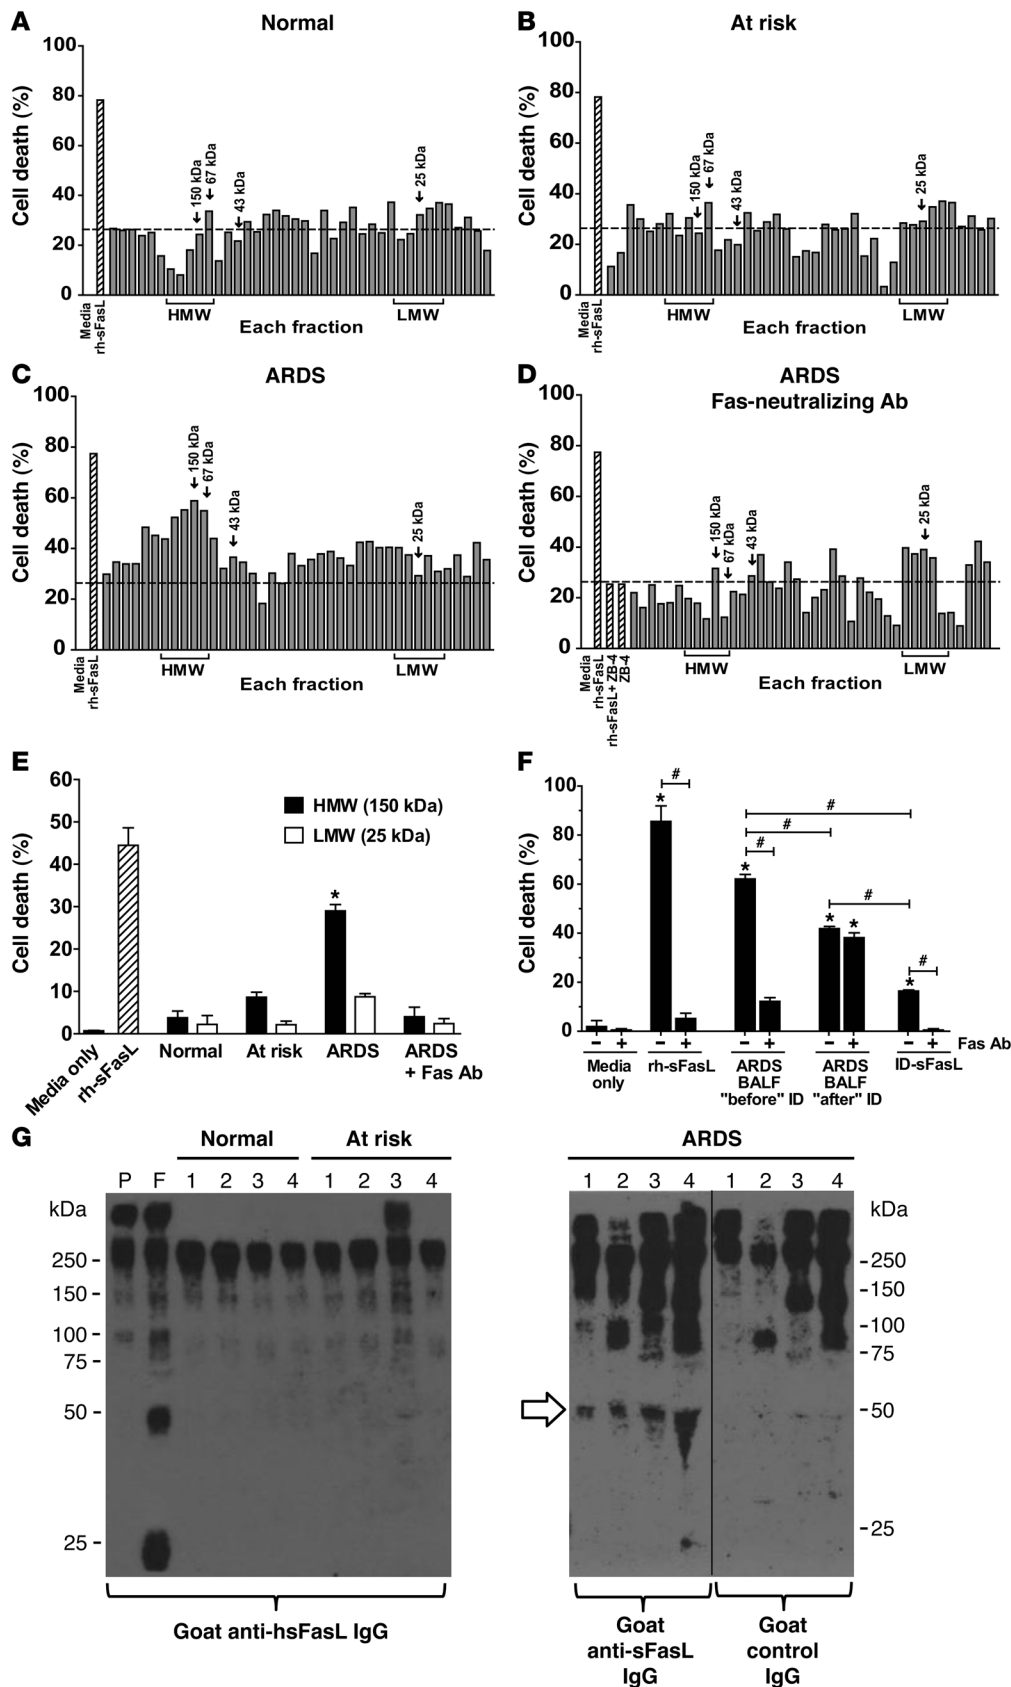 A
Normal
Cell death (%)
100
80
60
40
20
0
150 kDa
67 kDa
43 kDa
25 kDa
Media
rh-sFasL
HMW
LMW
Each fraction
B
At risk
Cell death (%)
100
80
60
40
20
0
150 kDa
67 kDa
43 kDa
25 kDa
Media
rh-sFasL
HMW
LMW
Each fraction
C
ARDS
Cell death (%)
100
80
60
40
20
0
150 kDa
67 kDa
43 kDa
25 kDa
Media
rh-sFasL
HMW
LMW
Each fraction
D
ARDS
Fas-neutralizing Ab
Cell death (%)
100
80
60
40
20
0
150 kDa
67 kDa
43 kDa
25 kDa
Media
rh-sFasL
rh-sFasL+ ZB-4
ZB-4
HMW
LMW
Each fraction
E
Cell death (%)
60
50
40
30
20
10
0
HMW (150 kDa)
LMW (25 kDa)
*
Media only
rh-sFasL
Normal
At risk
ARDS
ARDS
+ Fas Ab
F
Cell death (%)
100
80
60
40
20
0
# # # # # #
* * * * *
– + – + – + – + – + Fas Ab
Media
only
rh-sFasL
ARDS
BALF
"before" ID
ARDS
BALF
"after" ID
ID-sFasL
G
Normal At risk
P F 1 2 3 4 1 2 3 4
kDa
250 -
150 -
100 -
75 -
50 -
25 -
Goat anti-hsFasL IgG
ARDS
1 2 3 4 1 2 3 4
kDa
-250
-150
-100
-75
-50
-25
Goat
anti-sFasL
IgG
Goat
control
IgG